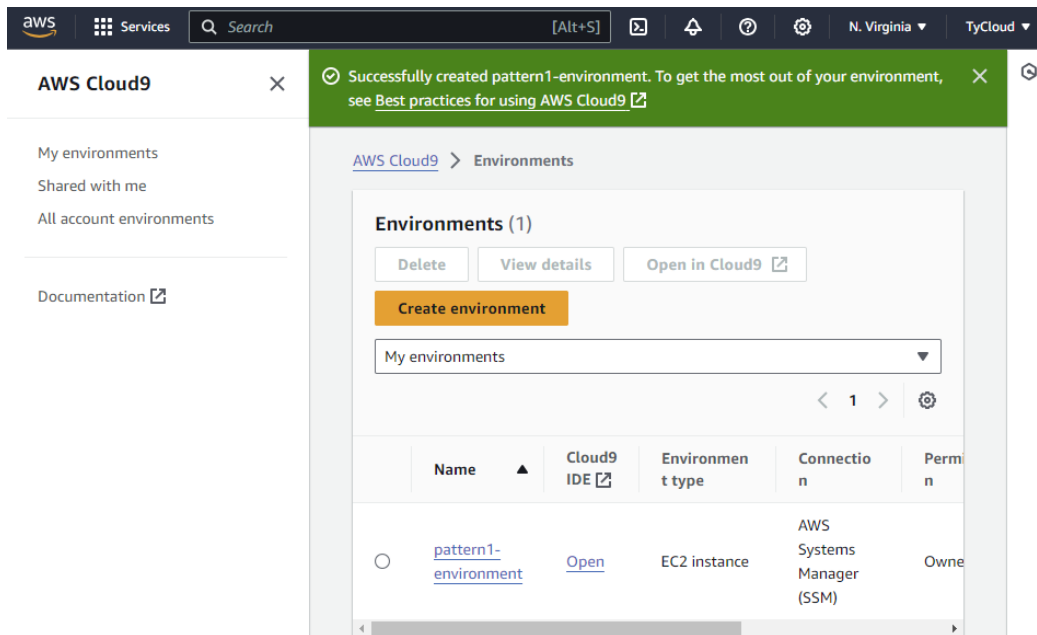 aws
Services
Search
[Alt+S]
N. Virginia
TyCloud
AWS Cloud9
My environments
Shared with me
All account environments
Documentation
Successfully created pattern1-environment. To get the most out of your environment,
see Best practices for using AWS Cloud9
AWS Cloud9 > Environments
Environments (1)
Delete
View details
Open in Cloud9
Create environment
My environments
1
Name
Cloud9
IDE
Environmen
t type
Connectio
n
Permi
n
pattern1-
environment
Open
EC2 instance
AWS
Systems
Manager
(SSM)
Owne